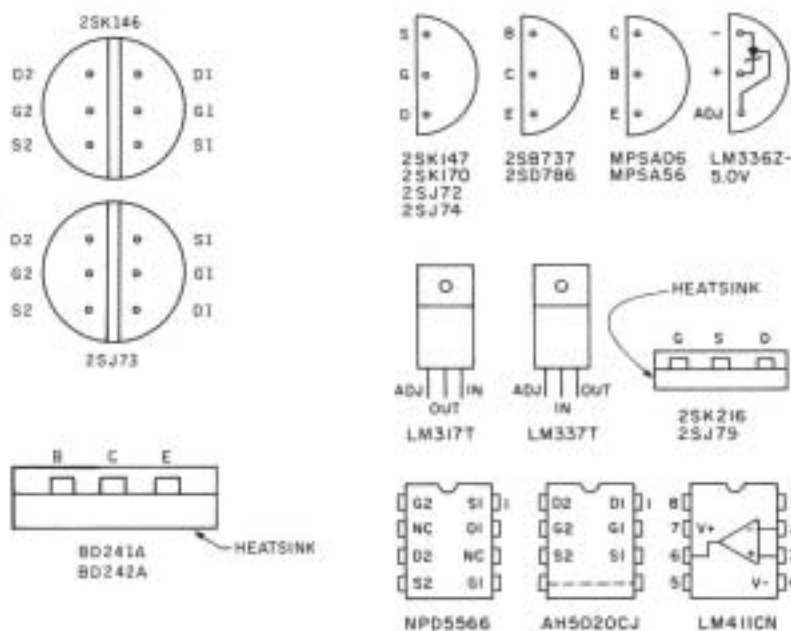 2SK146
D2 D1
G2 G1
S2 S1
D2 S1
G2 G1
S2 D1
2SJ73
B C E
BD241A
BD242A
HEATSINK
S
G
D
2SK147
2SK170
2SJ72
2SJ74
B
C
E
2SB737
2SD786
C
B
E
MPSA06
MPSA56
-
+
ADJ
LM336Z-
5.0V
ADJ IN
OUT
LM317T
ADJ OUT
IN
LM337T
HEATSINK
G S D
2SK216
2SJ79
G2 S1 1
NC D1
D2 NC
S2 G1
NPD5566
D2 D1 1
G2 G1
S2 S1
AH5020CJ
8
7 V+ -
6 +
5 V-
LM411CN